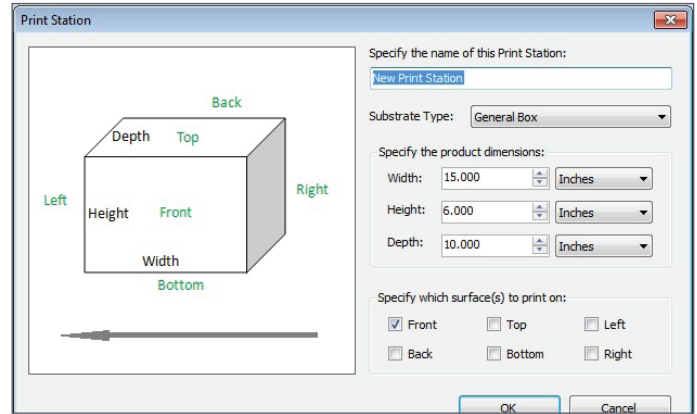 Print Station
Back
Depth Top
Left
Right
Height Front
Width
Bottom
Specify the name of this Print Station:
New Print Station
Substrate Type: General Box
Specify the product dimensions:
Width: 15.000 Inches
Height: 6.000 Inches
Depth: 10.000 Inches
Specify which surface(s) to print on:
Front Top Left
Back Bottom Right
OK Cancel